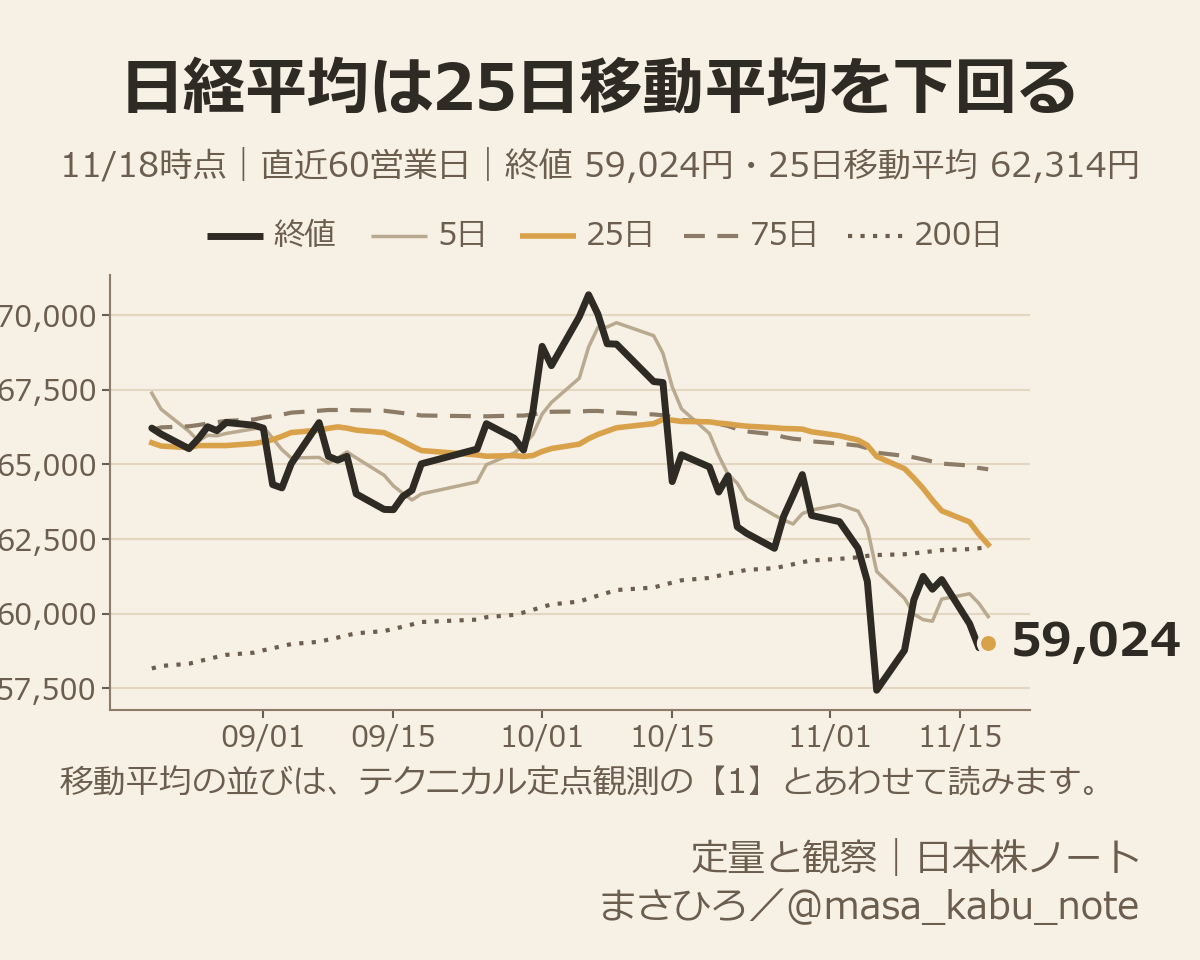 日経平均は25日移動平均を下回る
11/18時点｜直近60営業日｜終値 59,024円・25日移動平均 62,314円
終値 5日 25日 75日 200日
70,000
67,500
65,000
62,500
60,000
59,024
57,500
09/01 09/15 10/01 10/15 11/01 11/15
移動平均の並びは、テクニカル定点観測の【1】とあわせて読みます。
定量と観察｜日本株ノート
まさひろ／@masa_kabu_note